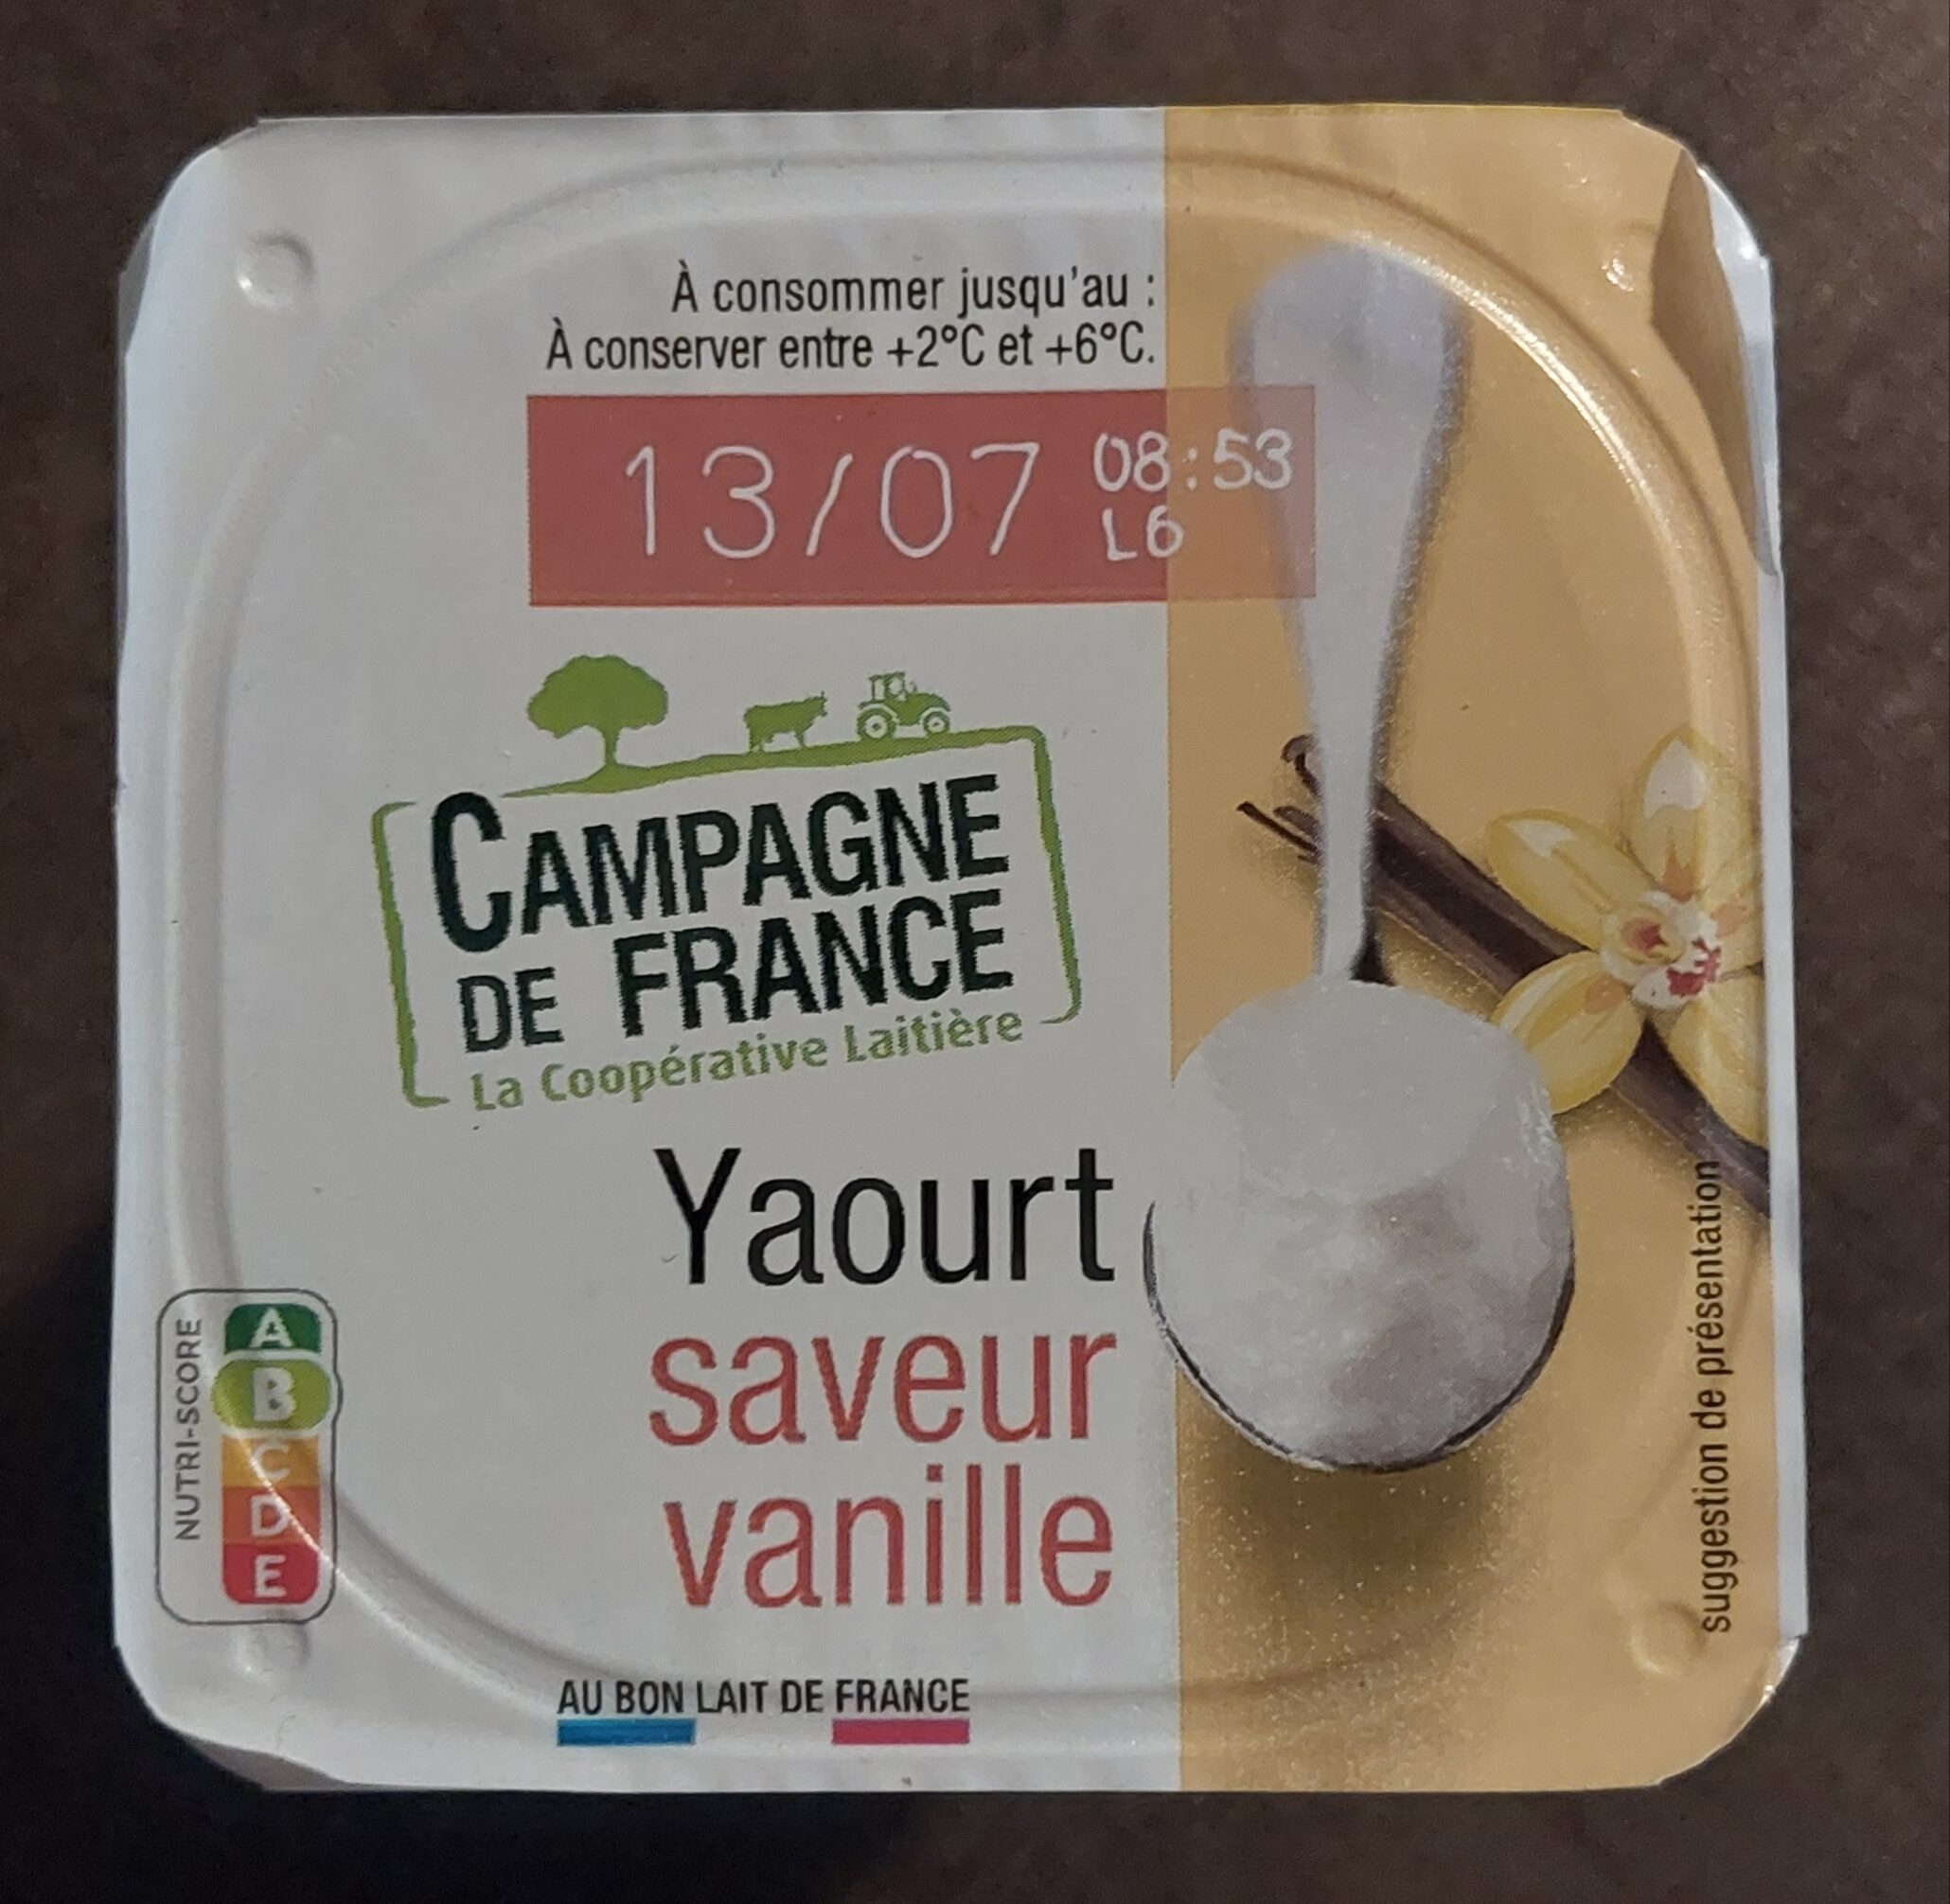 À consommer jusqu'au :
À conserver entre +2°C et +6°C.
13/07 08:53
L6
CAMPAGNE
DE FRANCE
La Coopérative Laitière
Yaourt
saveur
vanille
NUTRI-SCORE
A
B
C
D
E
AU BON LAIT DE FRANCE
suggestion de présentation